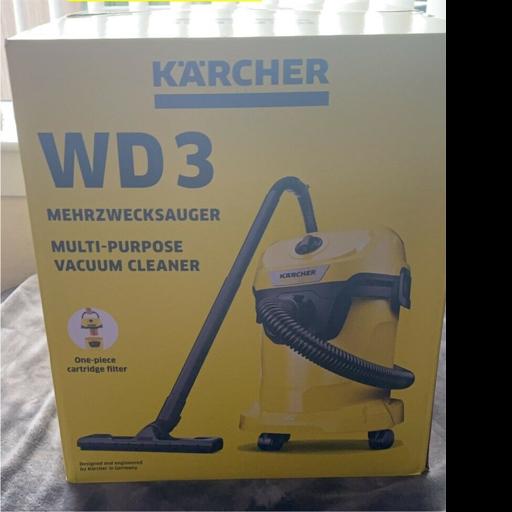 KÄRCHER
WD 3
MEHRZWECKSAUGER
MULTI-PURPOSE
VACUUM CLEANER
KÄRCHER
One-piece
cartridge filter
Designed and engineered
by Kärcher in Germany